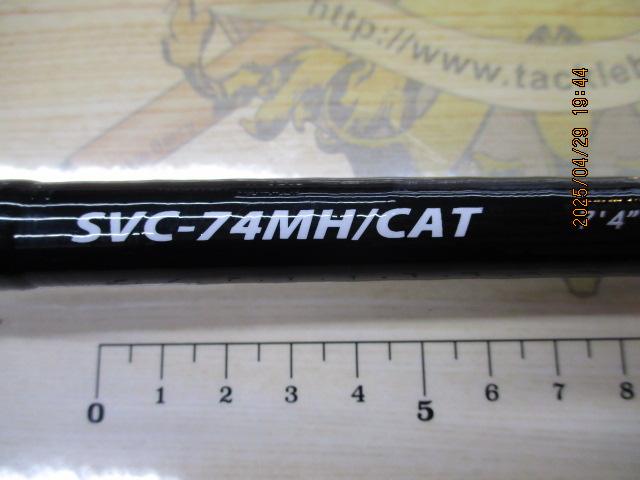 http://www.tackleb
SVC-74MH/CAT 7'4"
2025/04/29 19:44
0 1 2 3 4 5 6 7 8